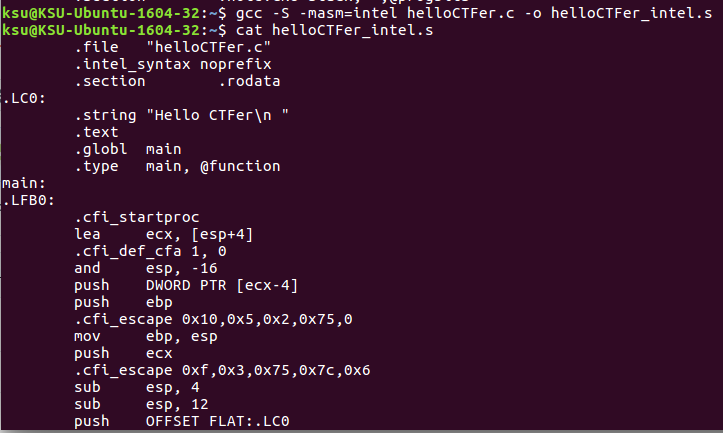 ksu@KSU-Ubuntu-1604-32:~$ gcc -S -masm=intel helloCTFer.c -o helloCTFer_intel.s
ksu@KSU-Ubuntu-1604-32:~$ cat helloCTFer_intel.s
.file "helloCTFer.c"
.intel_syntax noprefix
.section .rodata
.LC0:
.string "Hello CTFer\n "
.text
.globl main
.type main, @function
main:
.LFB0:
.cfi_startproc
lea ecx, [esp+4]
.cfi_def_cfa 1, 0
and esp, -16
push DWORD PTR [ecx-4]
push ebp
.cfi_escape 0x10,0x5,0x2,0x75,0
mov ebp, esp
push ecx
.cfi_escape 0xf,0x3,0x75,0x7c,0x6
sub esp, 4
sub esp, 12
push OFFSET FLAT:.LC0